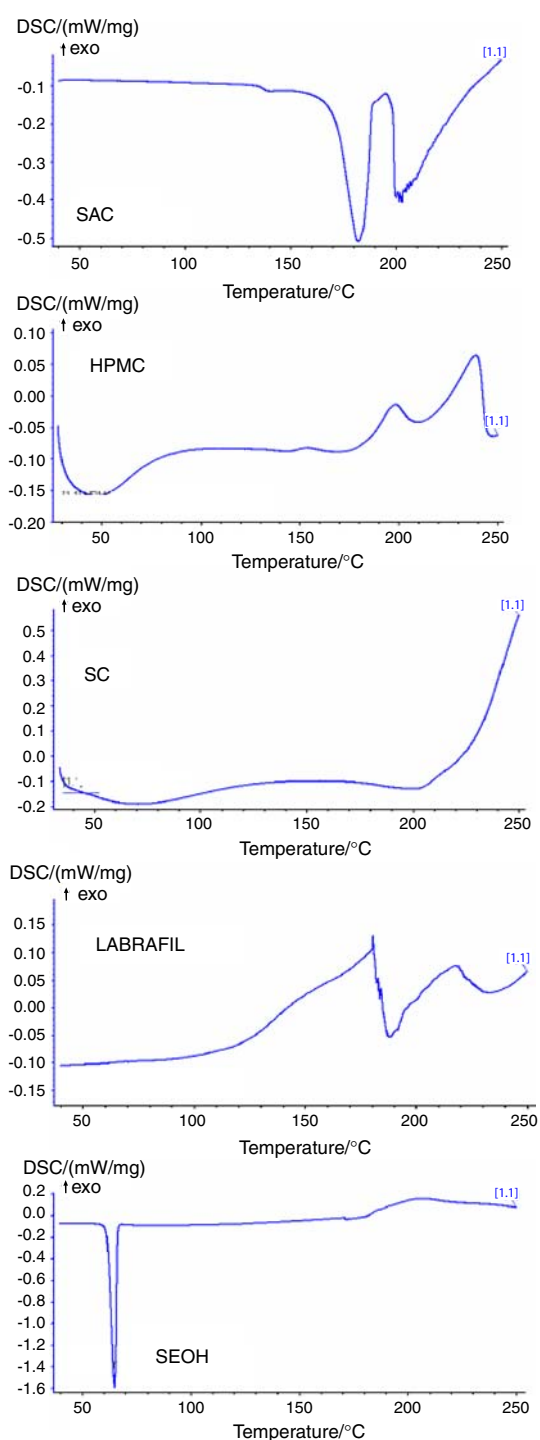 DSC/(mW/mg)
↑ exo
[1.1]
-0.1
-0.2
-0.3
-0.4
-0.5
SAC
50 100 150 200 250
Temperature/°C
DSC/(mW/mg)
↑ exo
0.10
HPMC
0.05
0.00
-0.05
[1.1]
-0.10
-0.15
-0.20
50 100 150 200 250
Temperature/°C
DSC/(mW/mg)
↑ exo
[1.1]
0.5
0.4
SC
0.3
0.2
0.1
0.0
-0.1
-0.2
50 100 150 200 250
Temperature/°C
DSC/(mW/mg)
↑ exo
0.15
LABRAFIL
0.10
[1.1]
0.05
0.00
-0.05
-0.10
-0.15
50 100 150 200 250
Temperature/°C
DSC/(mW/mg)
0.2
↑ exo
[1.1]
0.0
-0.2
-0.4
-0.6
-0.8
-1.0
-1.2
SEOH
-1.4
-1.6
50 100 150 200 250
Temperature/°C